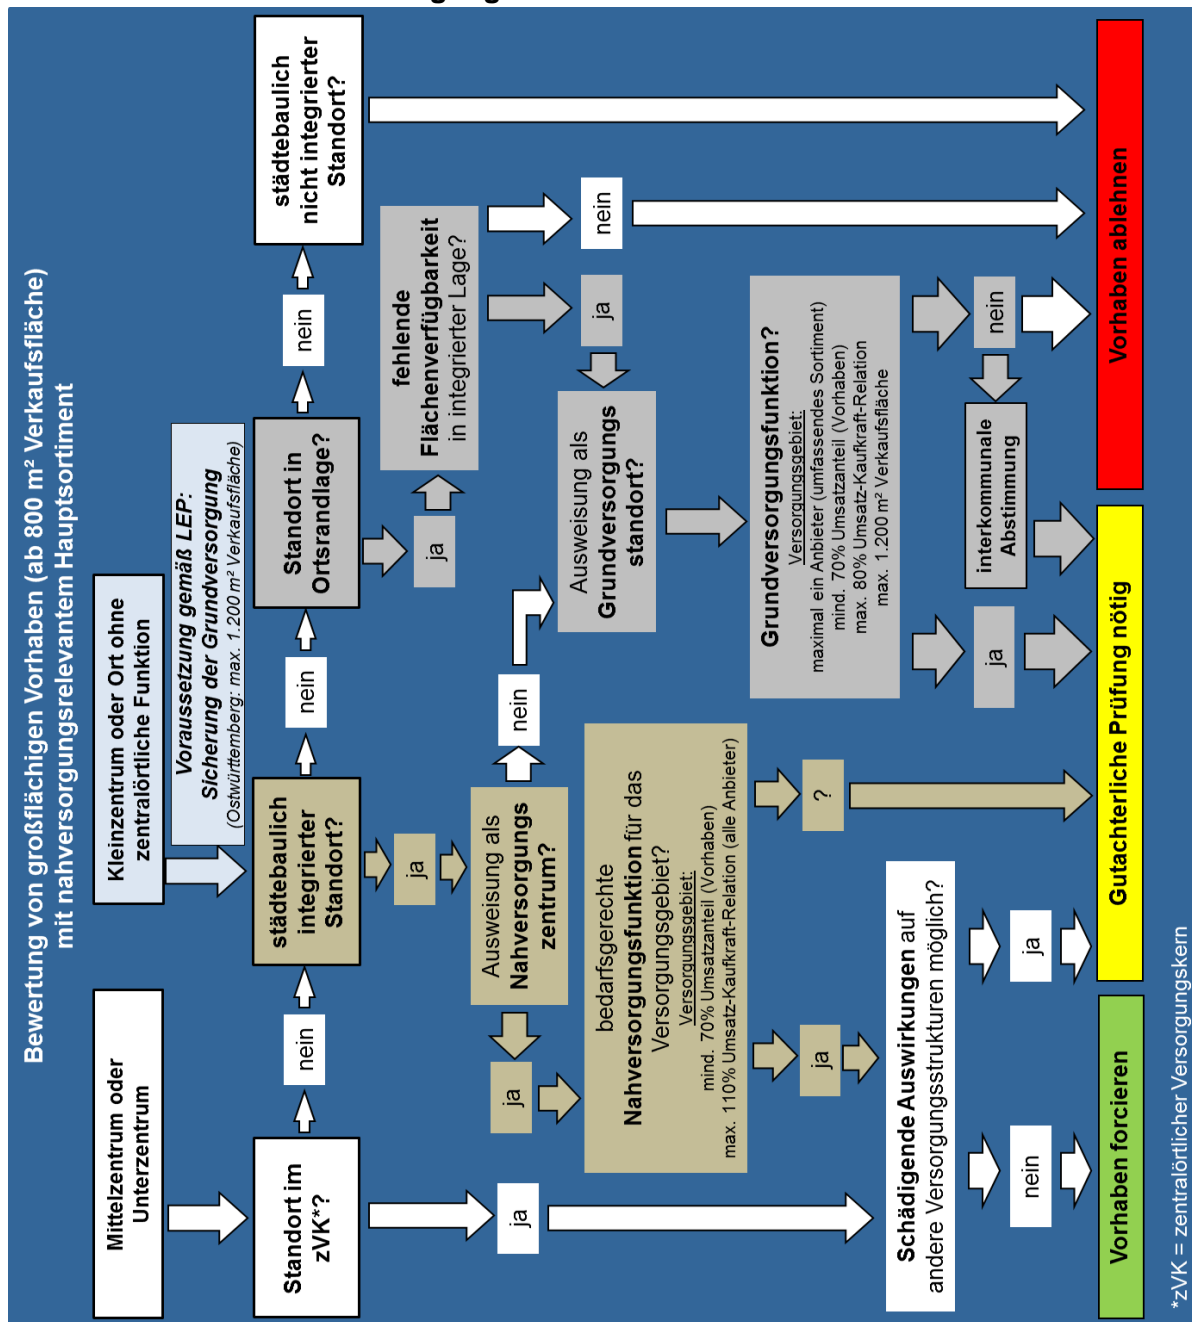 Bewertung von großflächigen Vorhaben (ab 800 m² Verkaufsfläche)
mit nahversorgungsrelevantem Hauptsortiment
Mittelzentrum oder
Unterzentrum
Kleinzentrum oder Ort ohne
zentralörtliche Funktion
Voraussetzung gemäß LEP:
Sicherung der Grundversorgung
(Ostwürttemberg: max. 1.200 m² Verkaufsfläche)
Standort im
zVK*?
nein
städtebaulich
integrierter
Standort?
nein
Standort in
Ortsrandlage?
nein
städtebaulich
nicht integrierter
Standort?
ja
ja
fehlende
Flächenverfügbarkeit
in integrierter Lage?
ja
Ausweisung als
Nahversorgungs
zentrum?
nein
ja
ja
nein
Ausweisung als
Grundversorgungs
standort?
bedarfsgerechte
Nahversorgungsfunktion für das
Versorgungsgebiet?
Versorgungsgebiet:
mind. 70% Umsatzanteil (Vorhaben)
max. 110% Umsatz-Kaufkraft-Relation (alle Anbieter)
Grundversorgungsfunktion?
Versorgungsgebiet:
maximal ein Anbieter (umfassendes Sortiment)
mind. 70% Umsatzanteil (Vorhaben)
max. 80% Umsatz-Kaufkraft-Relation
max. 1.200 m² Verkaufsfläche
ja
?
Schädigende Auswirkungen auf
andere Versorgungsstrukturen möglich?
ja
nein
interkommunale
Abstimmung
nein
ja
Vorhaben forcieren
Gutachterliche Prüfung nötig
Vorhaben ablehnen
*zVK = zentralörtlicher Versorgungskern